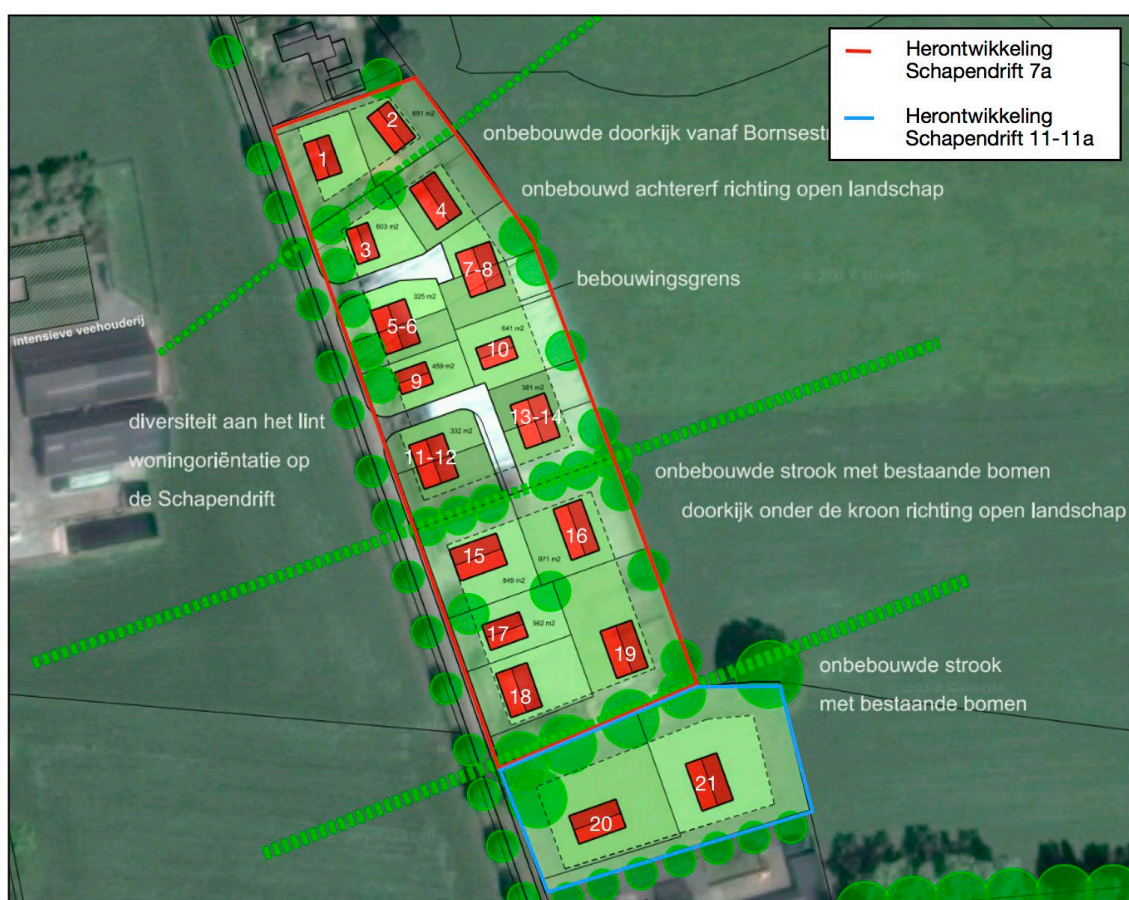 Herontwikkeling
Schapendrift 7a
Herontwikkeling
Schapendrift 11-11a
onbebouwde doorkijk vanaf
onbebouwd achtererf richting open landschap
bebouwingsgrens
intensieve veehouderij
diversiteit aan het lint
woningoriëntatie op
de Schapendrift
onbebouwde strook met bestaande bomen
doorkijk onder de kroon richting open landschap
onbebouwde strook
met bestaande bomen
1
2
691 m2
3
603 m2
4
7-8
325 m2
5-6
641 m2
10
9
459 m2
381 m2
13-14
332 m2
11-12
15
16
971 m2
849 m2
17
562 m2
18
19
20
21